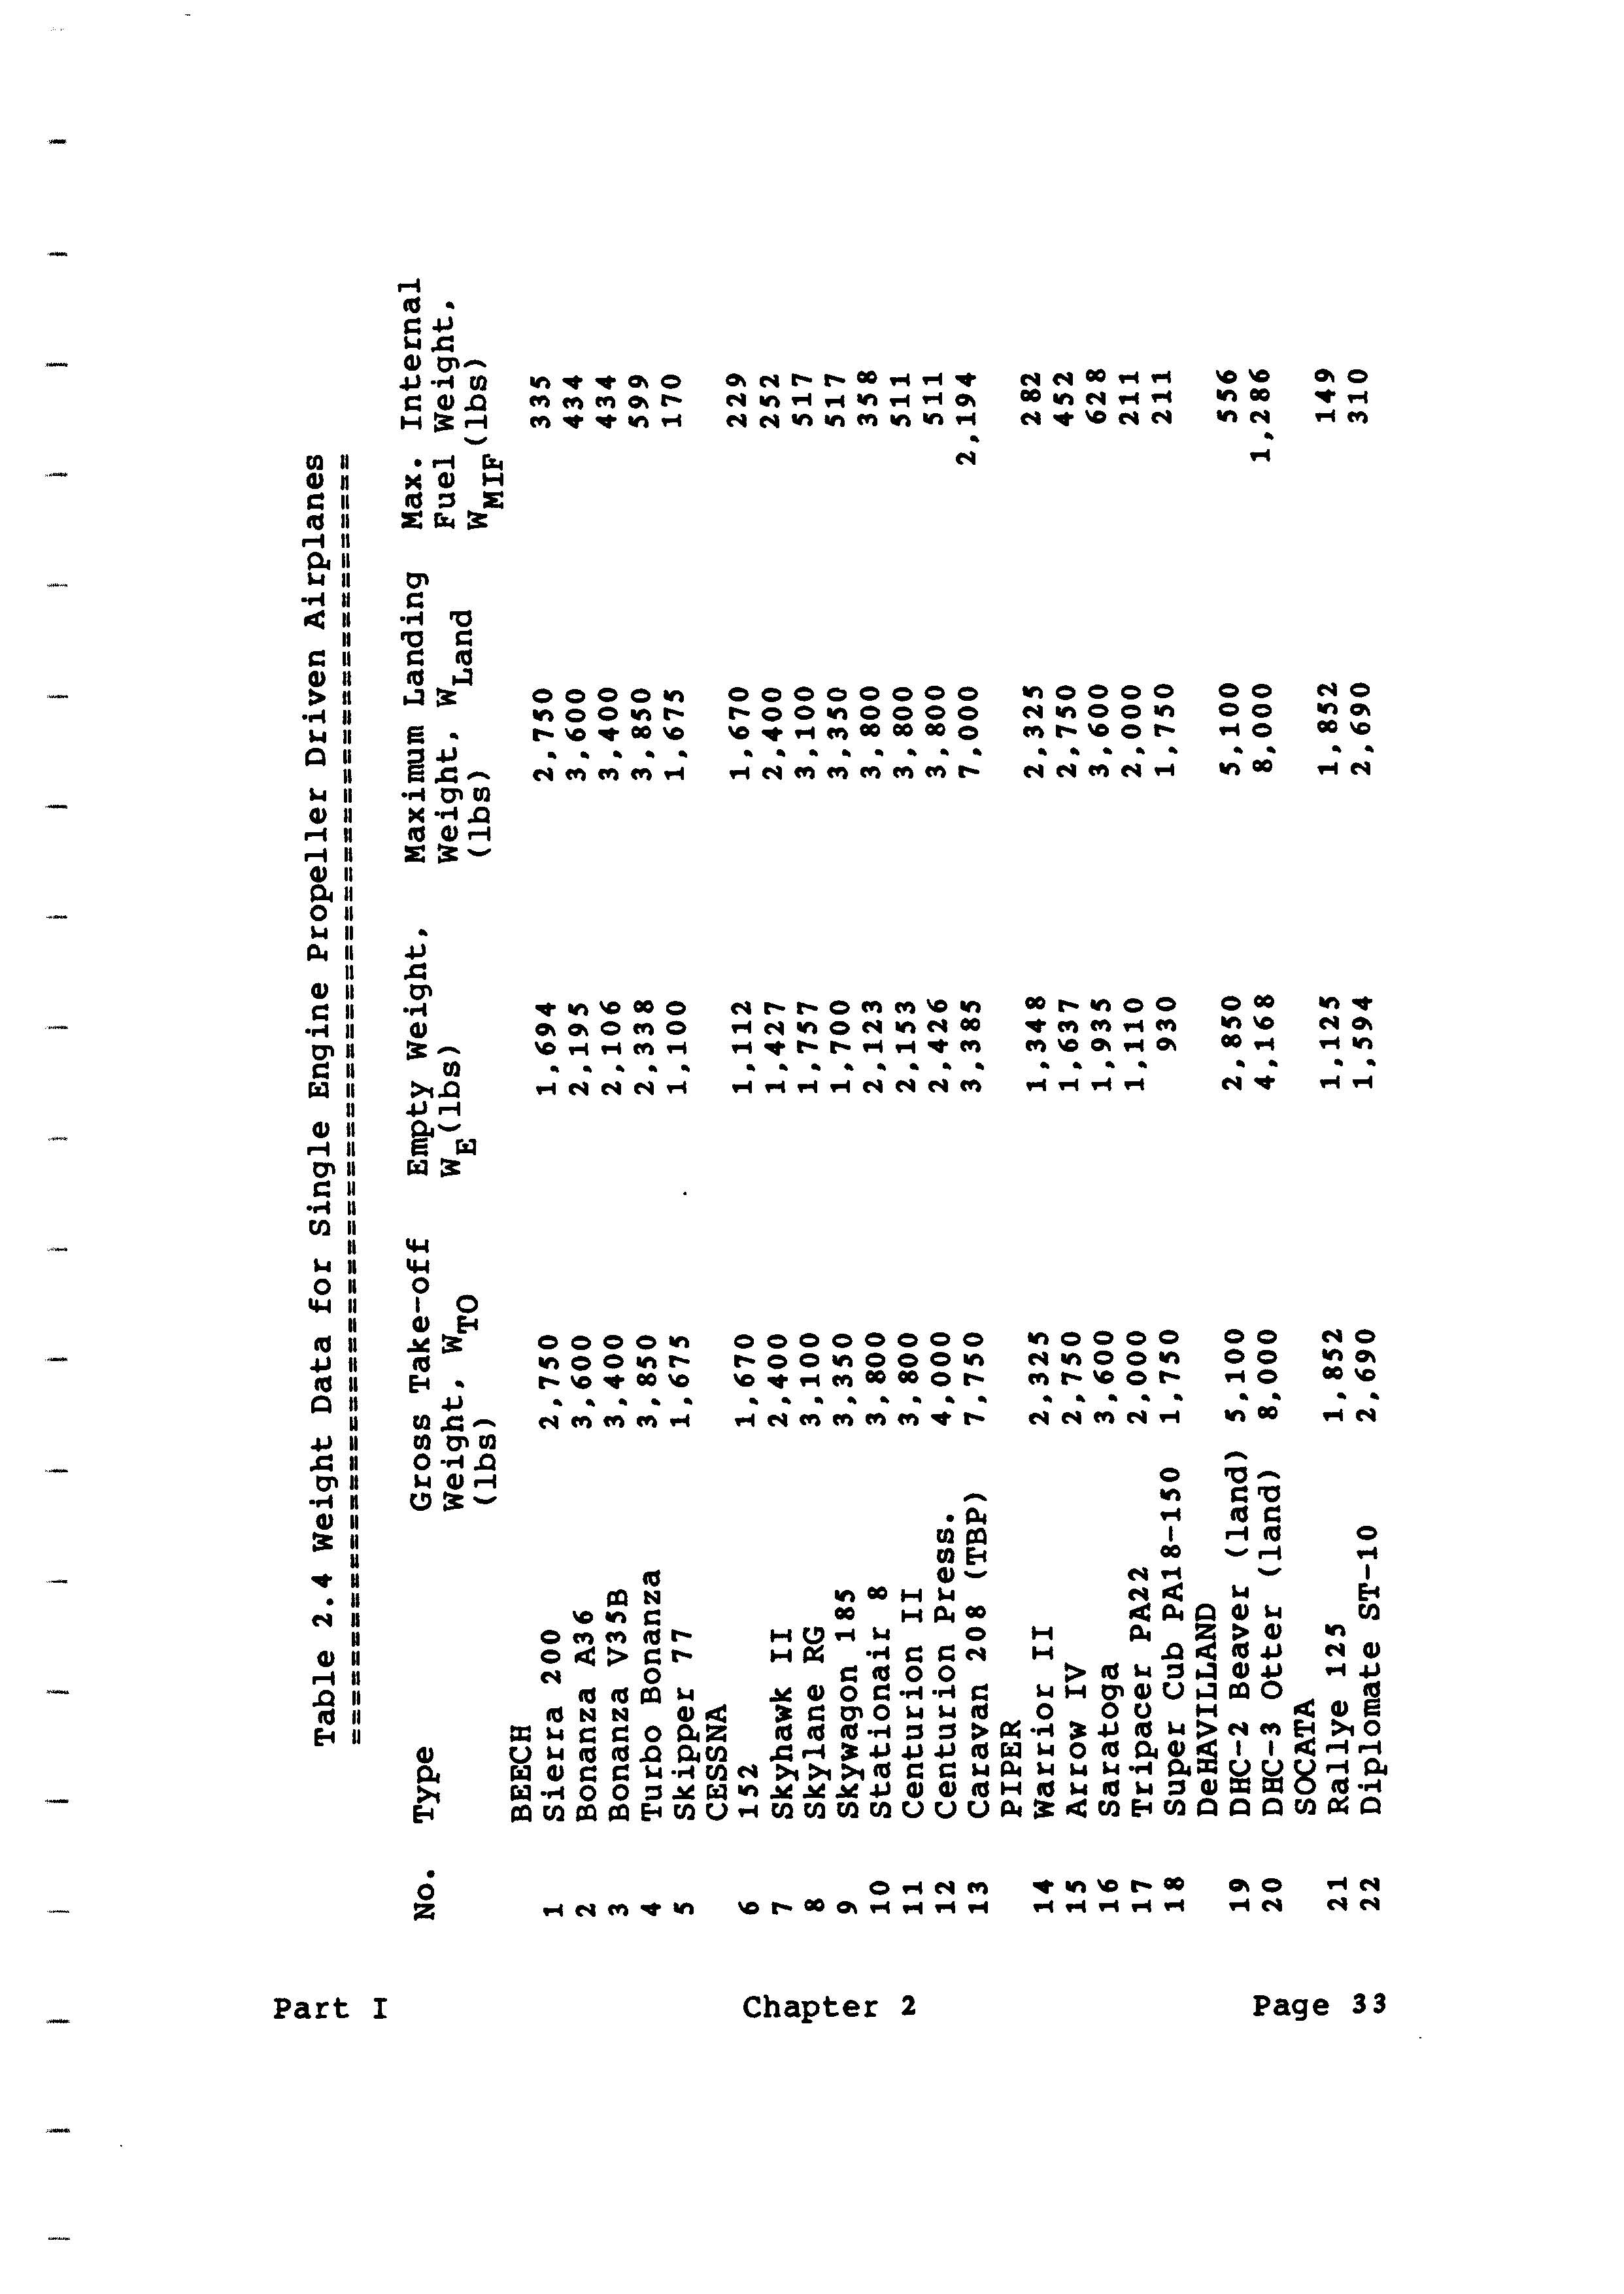 Part I Chapter 2 Page 33
Table 2.4 Weight Data for Single Engine Propeller Driven Airplanes
==================================================================
No. Type Gross Take-off Empty Weight, Maximum Landing Max. Internal
Weight, W_TO W_E(lbs) Weight, W_Land Fuel Weight,
(lbs) (lbs) W_MIF(lbs)
BEECH
1 Sierra 200 2,750 1,694 2,750 335
2 Bonanza A36 3,600 2,195 3,600 434
3 Bonanza V35B 3,400 2,106 3,400 434
4 Turbo Bonanza 3,850 2,338 3,850 599
5 Skipper 77 1,675 1,100 1,675 170
CESSNA
6 152 1,670 1,112 1,670 229
7 Skyhawk II 2,400 1,427 2,400 252
8 Skylane RG 3,100 1,757 3,100 517
9 Skywagon 185 3,350 1,700 3,350 517
10 Stationair 8 3,800 2,123 3,800 358
11 Centurion II 3,800 2,153 3,800 511
12 Centurion Press. 4,000 2,426 3,800 511
13 Caravan 208 (TBP) 7,750 3,385 7,000 2,194
PIPER
14 Warrior II 2,325 1,348 2,325 282
15 Arrow IV 2,750 1,637 2,750 452
16 Saratoga 3,600 1,935 3,600 628
17 Tripacer PA22 2,000 1,110 2,000 211
18 Super Cub PA18-150 1,750 930 1,750 211
DeHAVILLAND
19 DHC-2 Beaver (land) 5,100 2,850 5,100 556
20 DHC-3 Otter (land) 8,000 4,168 8,000 1,286
SOCATA
21 Rallye 125 1,852 1,125 1,852 149
22 Diplomate ST-10 2,690 1,594 2,690 310